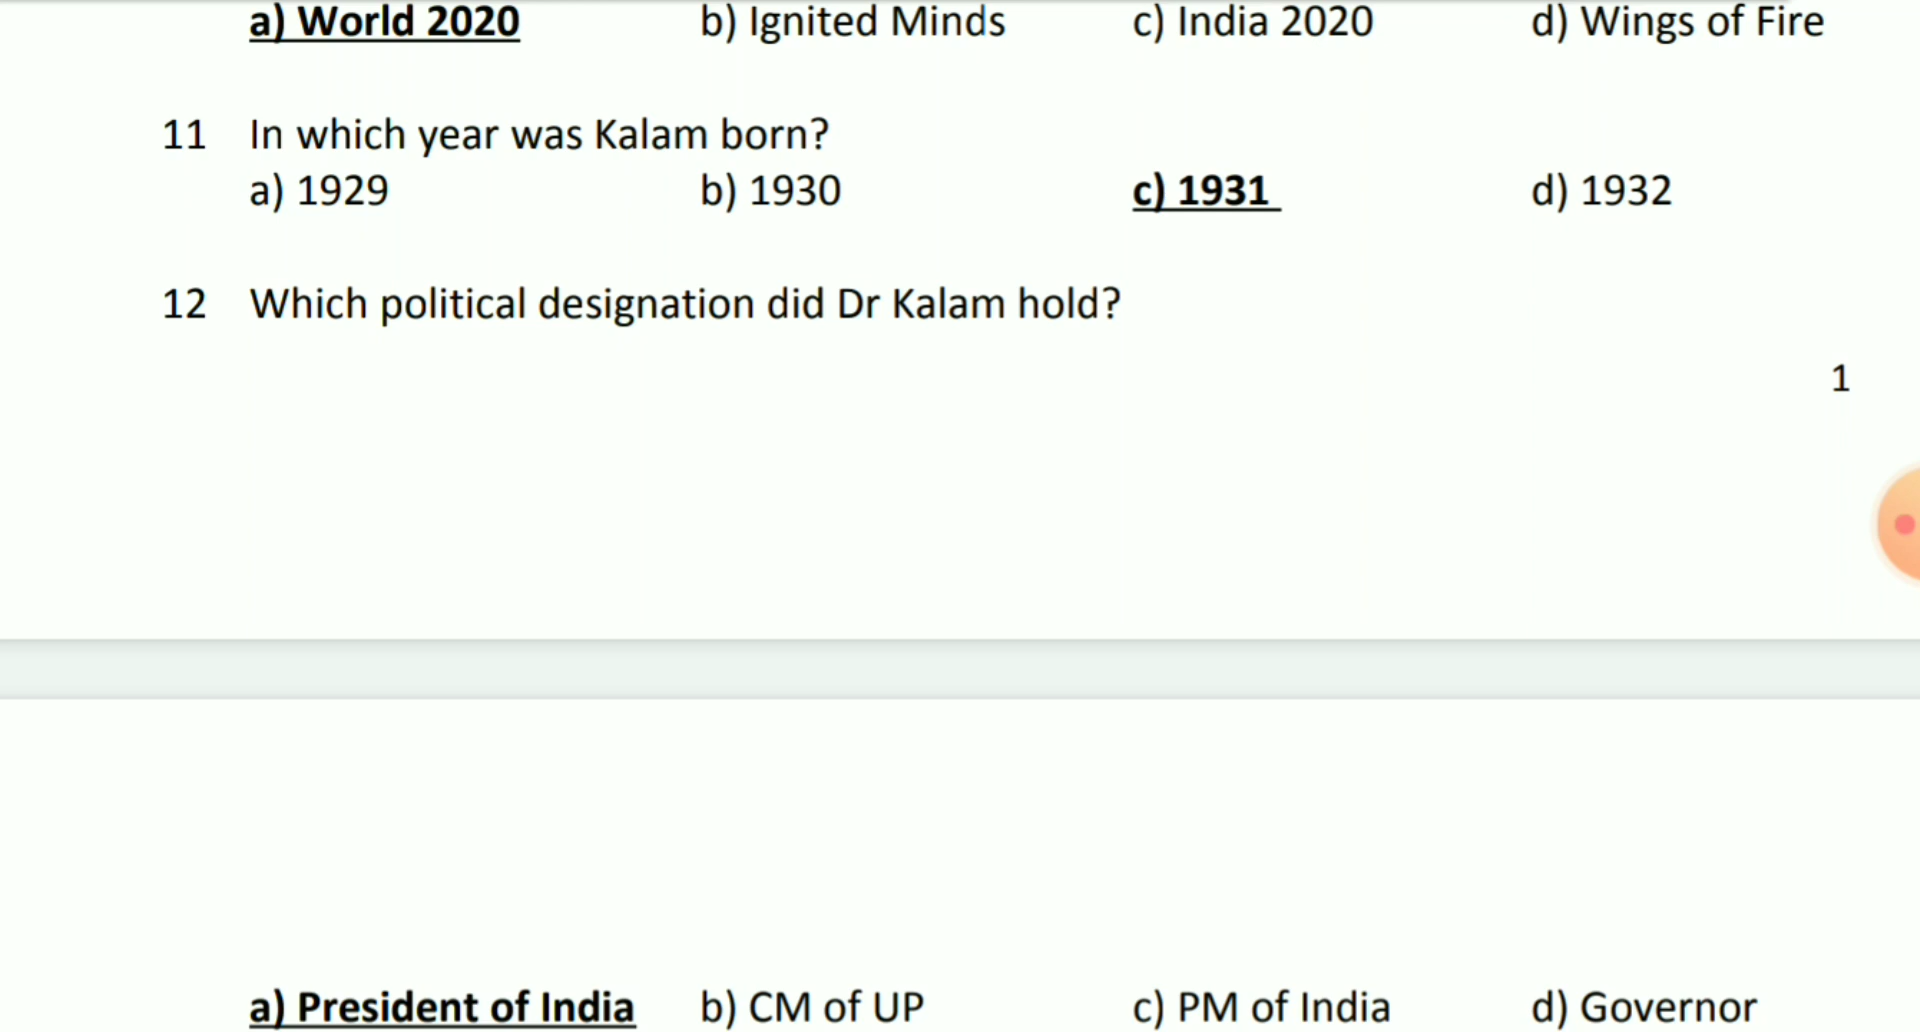 a) World 2020 b) Ignited Minds c) India 2020 d) Wings of Fire
11 In which year was Kalam born?
a) 1929 b) 1930 c) 1931 d) 1932
12 Which political designation did Dr Kalam hold?
1
a) President of India b) CM of UP c) PM of India d) Governor